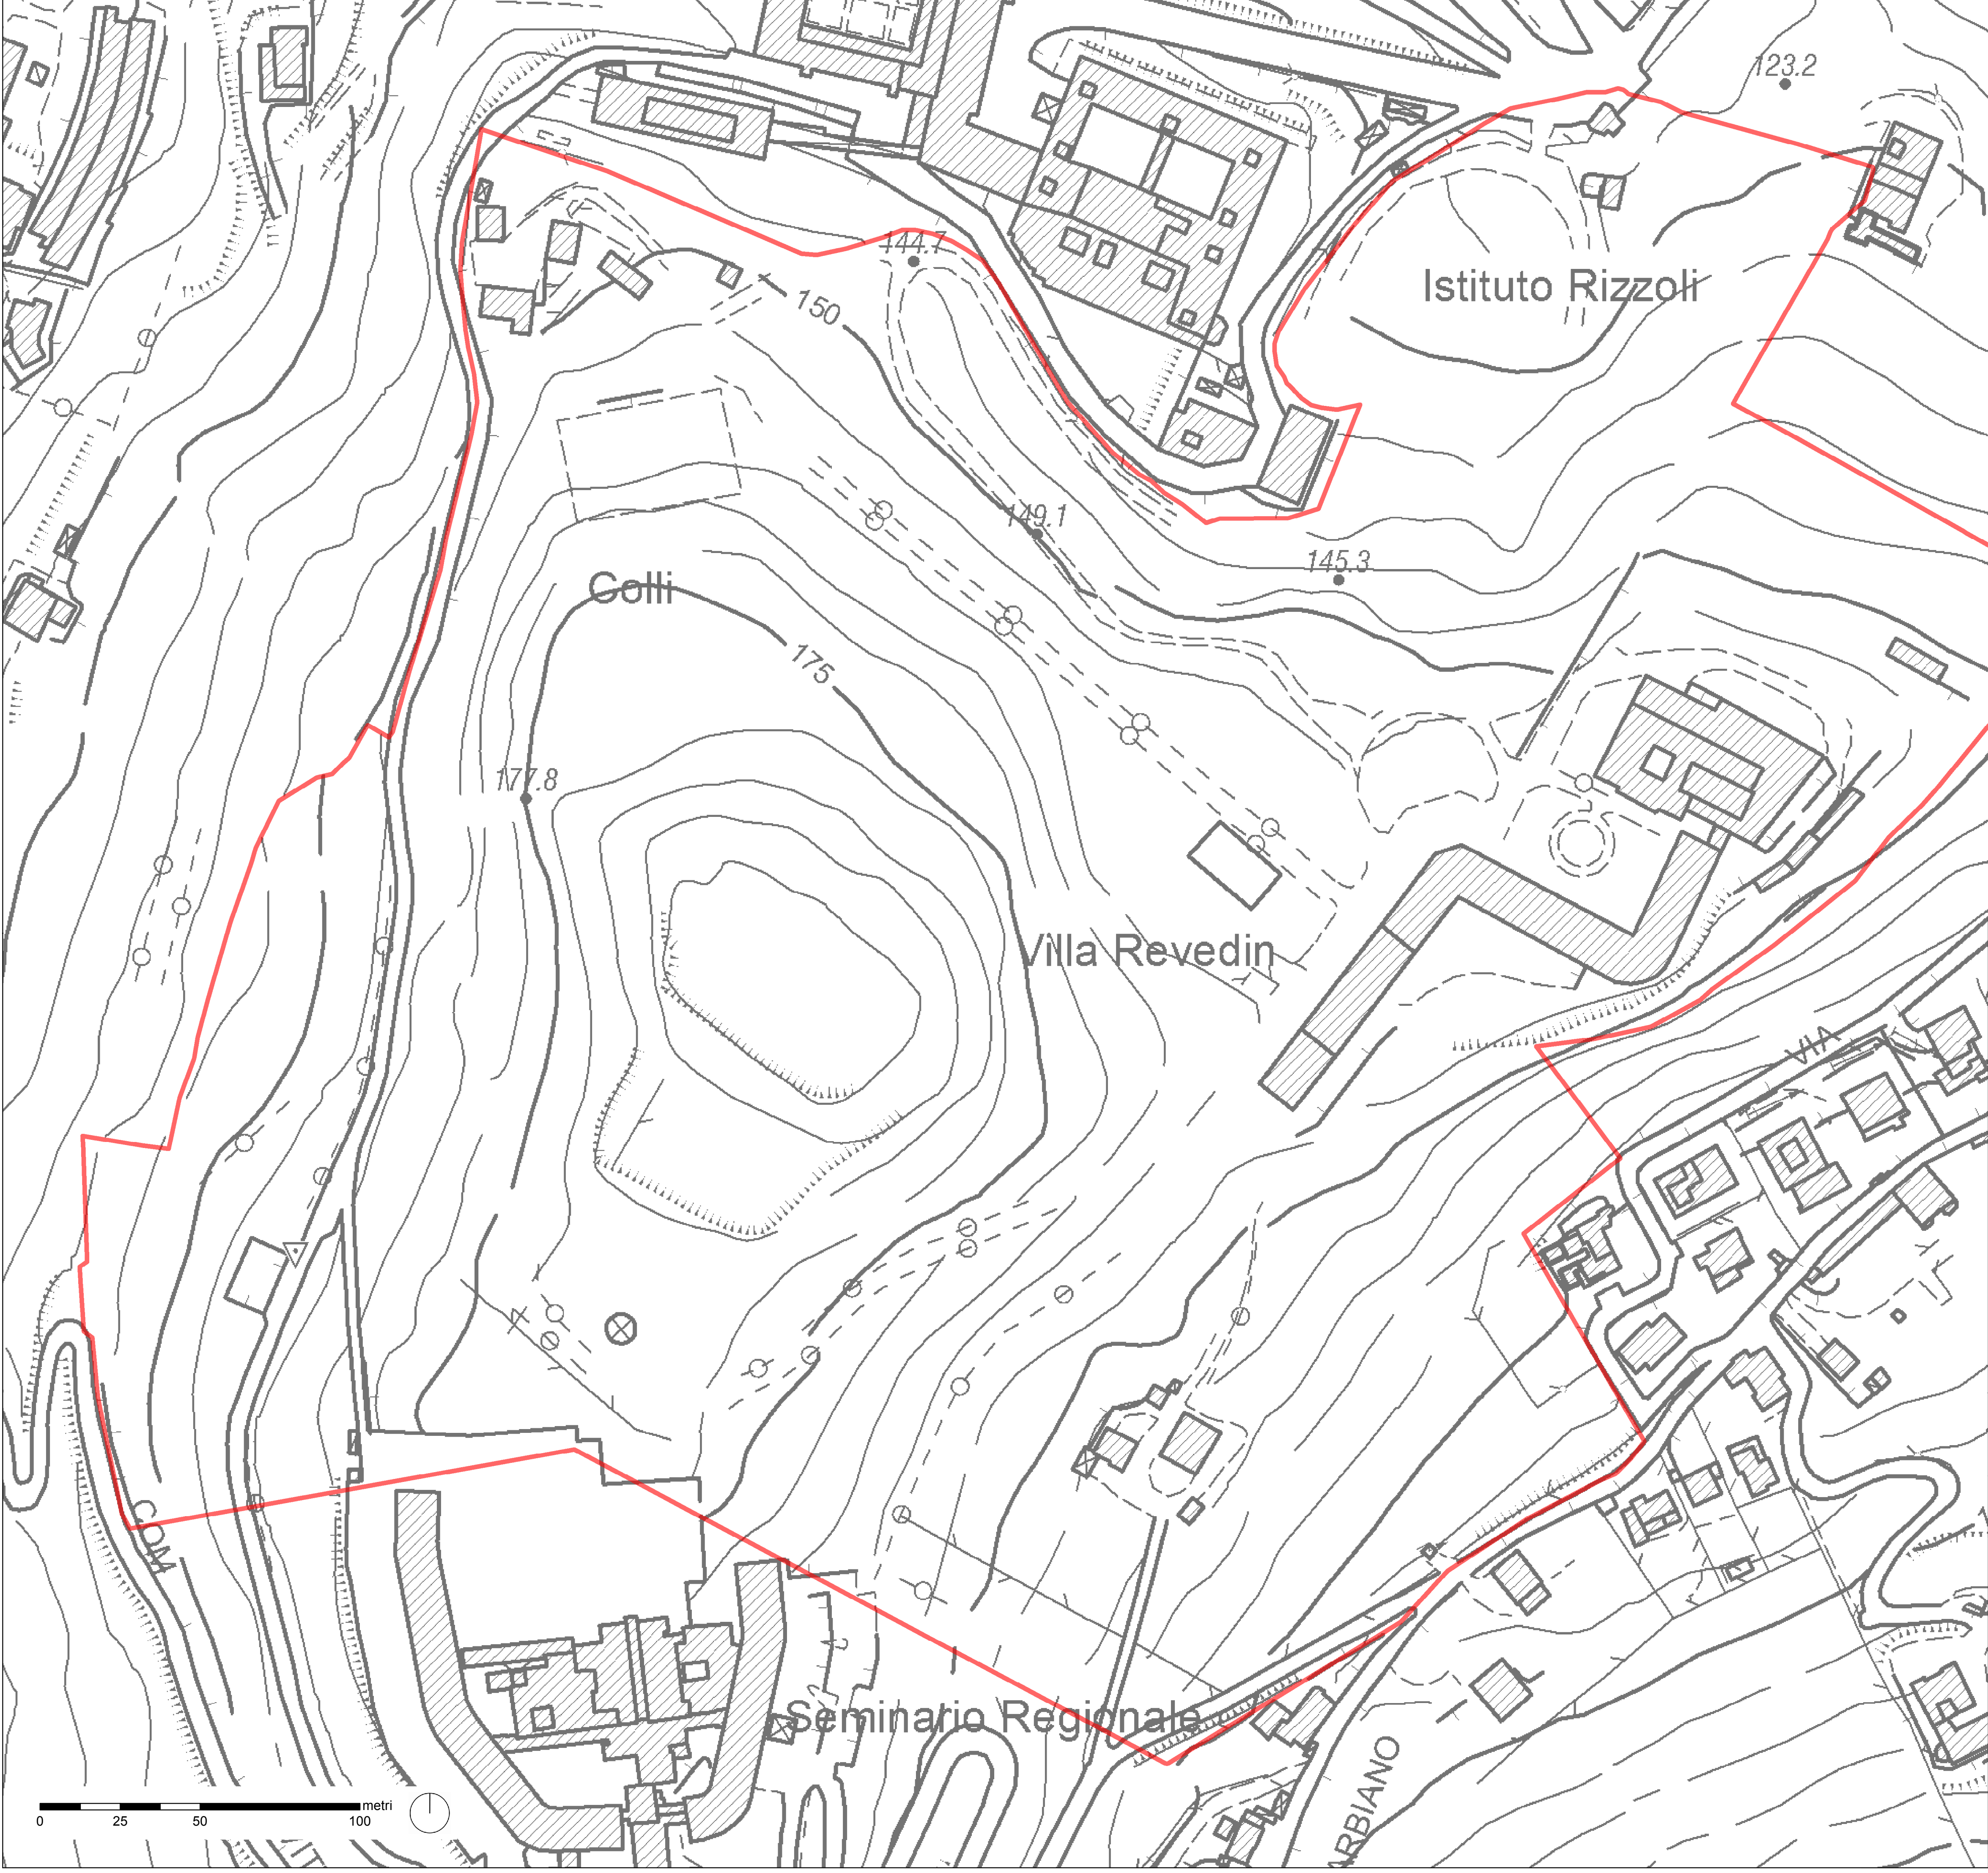 123.2
144.7
Istituto Rizzoli
150
149.1
145.3
Colli
175
177.8
Villa Revedin
VIA
COM
Seminario Regionale
RBIANO
metri
0 25 50 100